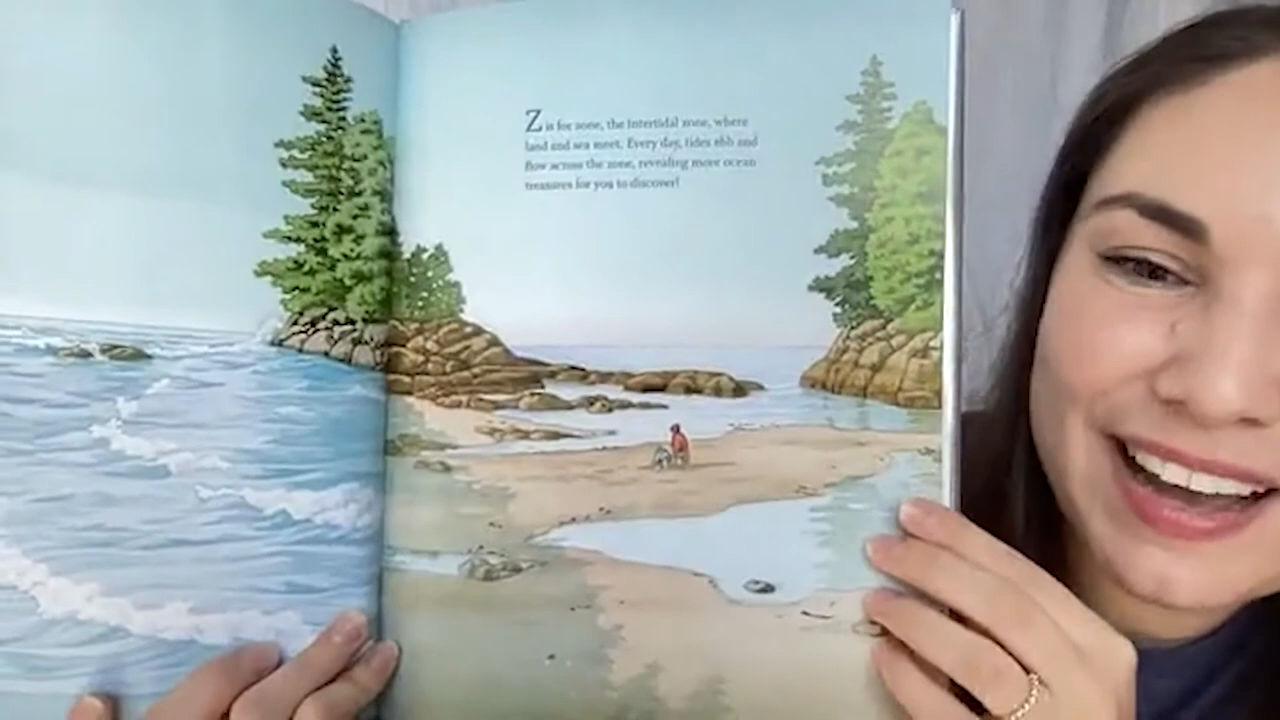 Z is for zone, the intertidal zone, where
land and sea meet. Every day, tides ebb and
flow across the zone, revealing more ocean
treasures for you to discover!